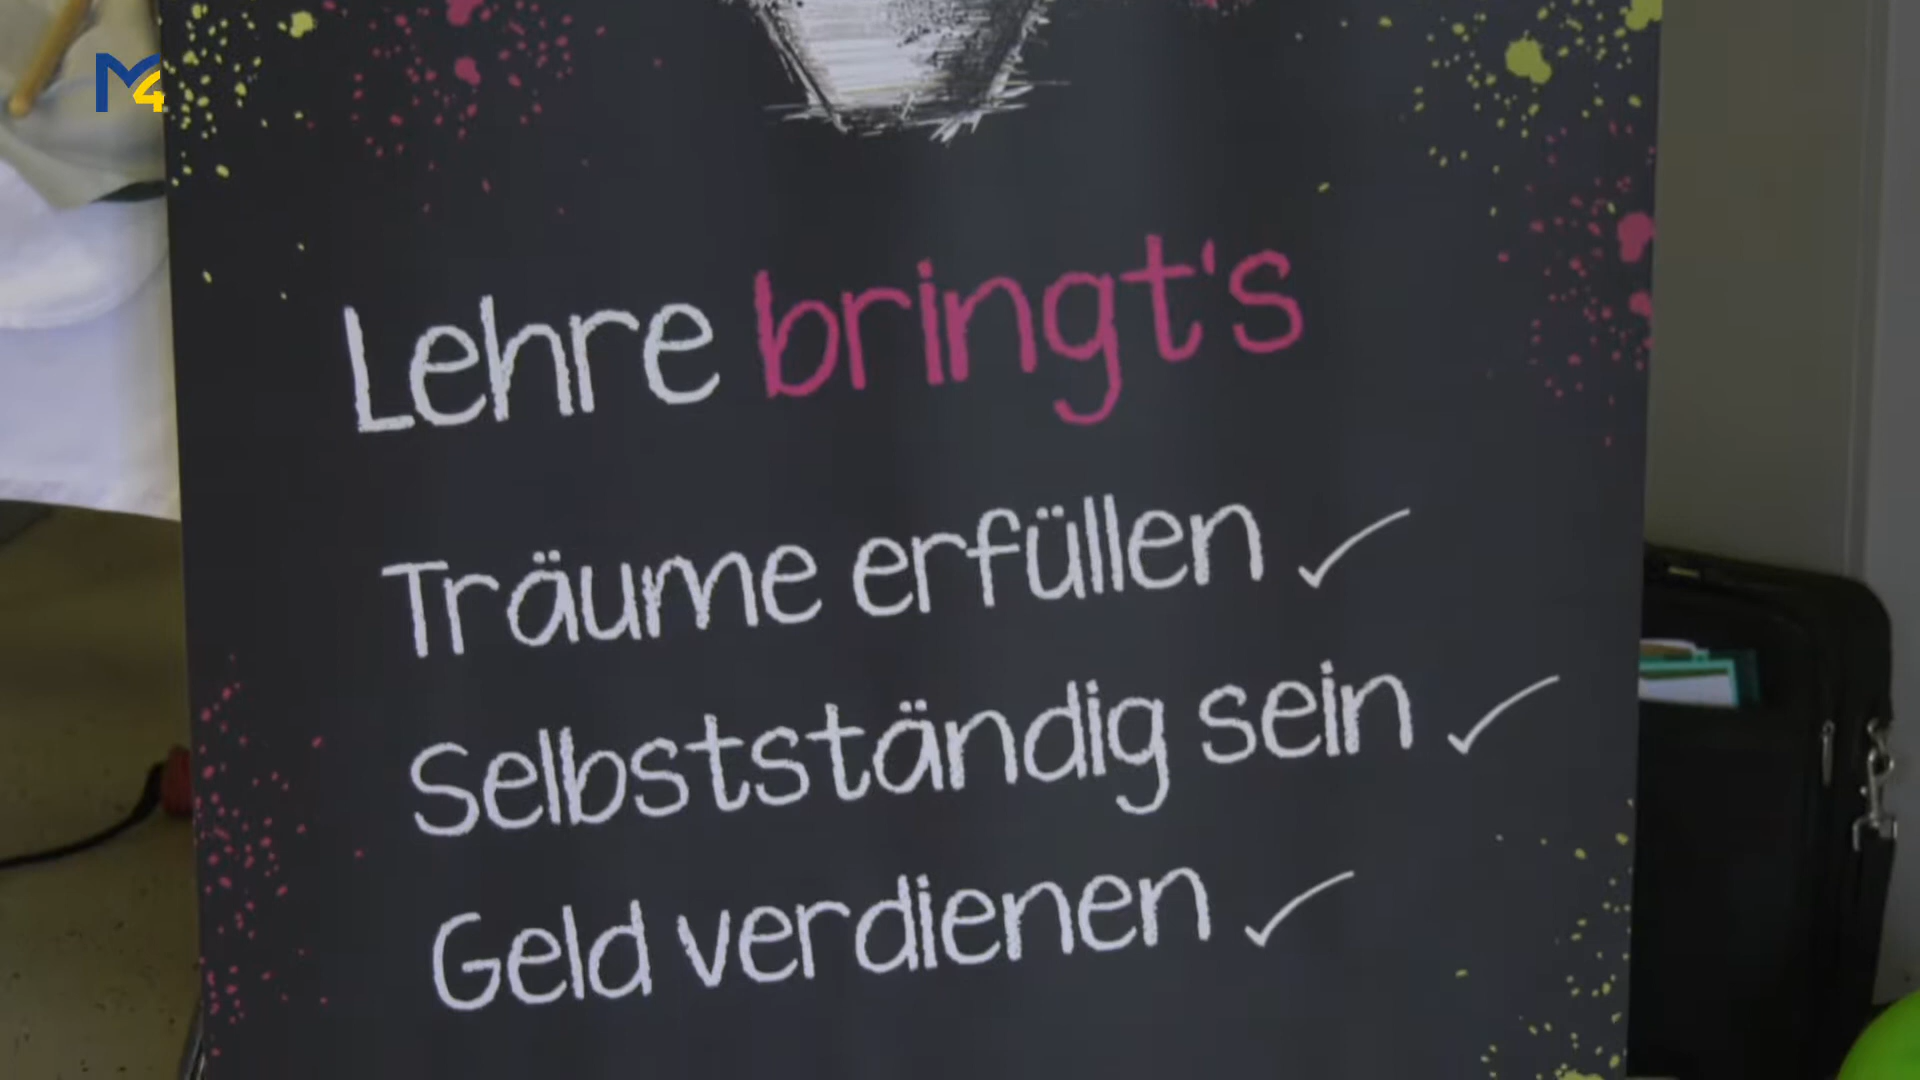 M4
Lehre bringt's
Träume erfüllen ✓
Selbstständig sein ✓
Geld verdienen ✓